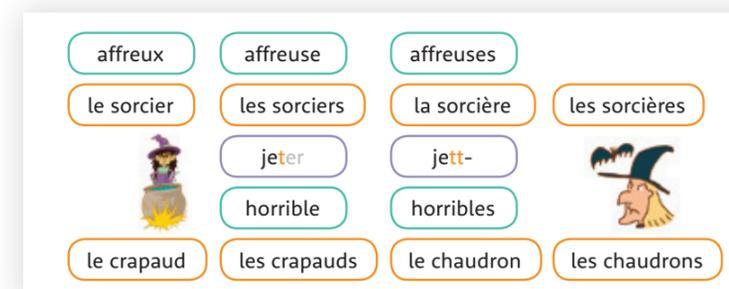 affreux affreuse affreuses
le sorcier les sorciers la sorcière les sorcières
jeter jett-
horrible horribles
le crapaud les crapauds le chaudron les chaudrons